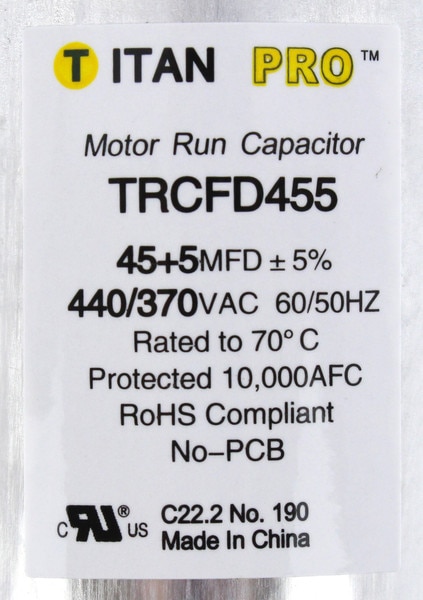 TITAN PRO™
Motor Run Capacitor
TRCFD455
45+5MFD ± 5%
440/370VAC 60/50HZ
Rated to 70° C
Protected 10,000AFC
RoHS Compliant
No-PCB
C RU® US C22.2 No. 190
Made In China